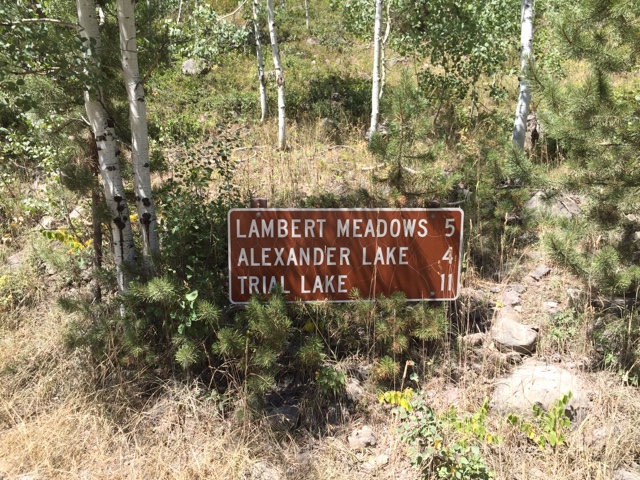 LAMBERT MEADOWS 5
ALEXANDER LAKE 4
TRIAL LAKE 11